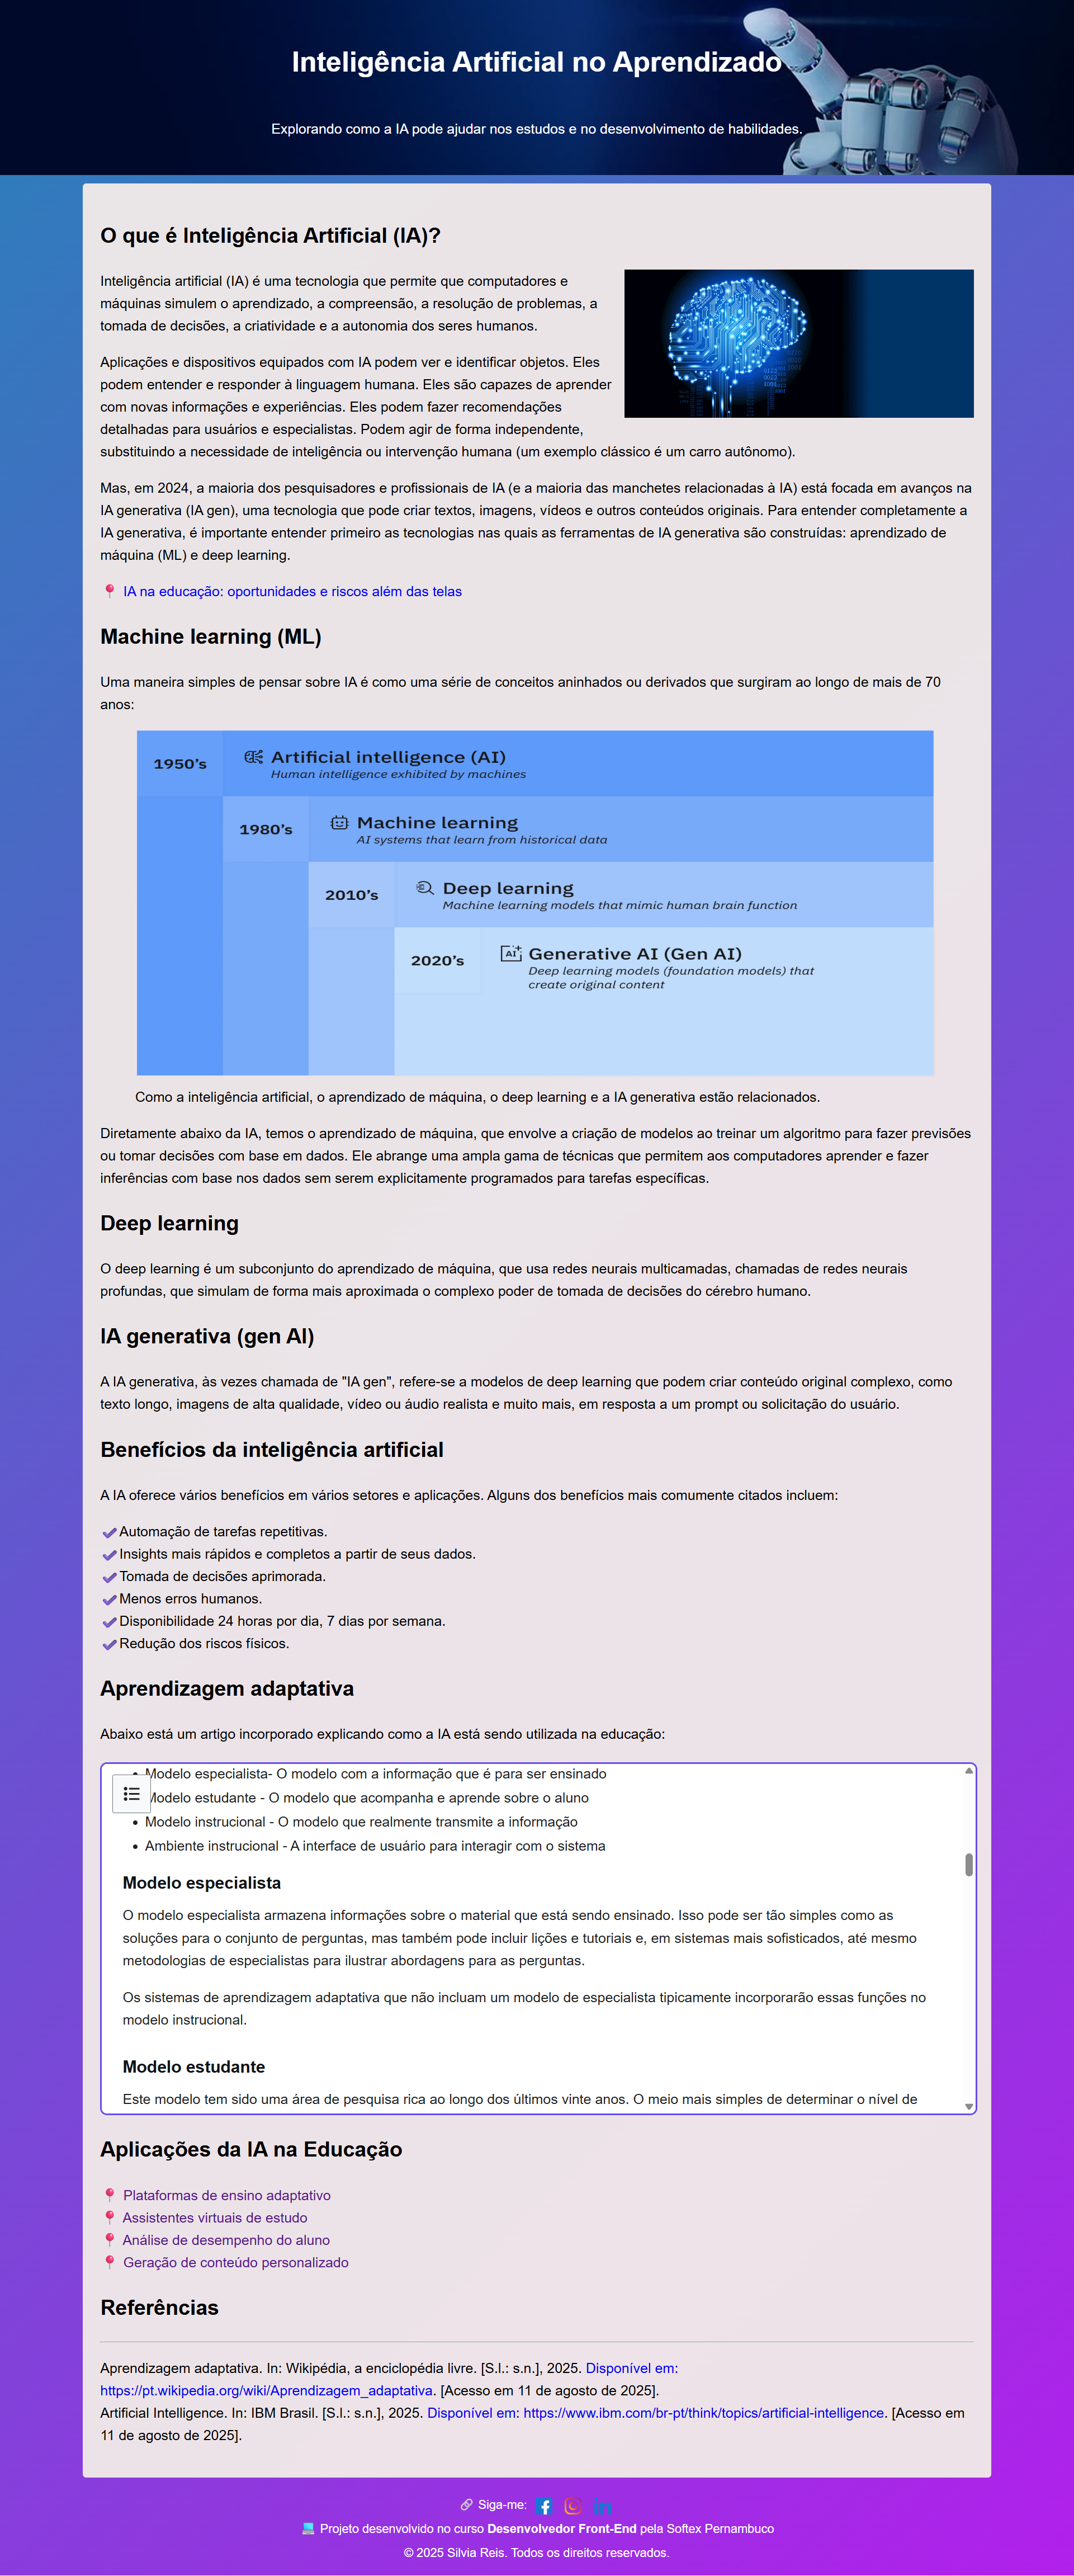 Inteligência Artificial no Aprendizado
Explorando como a IA pode ajudar nos estudos e no desenvolvimento de habilidades.
O que é Inteligência Artificial (IA)?
Inteligência artificial (IA) é uma tecnologia que permite que computadores e
máquinas simulem o aprendizado, a compreensão, a resolução de problemas, a
tomada de decisões, a criatividade e a autonomia dos seres humanos.
Aplicações e dispositivos equipados com IA podem ver e identificar objetos. Eles
podem entender e responder à linguagem humana. Eles são capazes de aprender
com novas informações e experiências. Eles podem fazer recomendações
detalhadas para usuários e especialistas. Podem agir de forma independente,
substituindo a necessidade de inteligência ou intervenção humana (um exemplo clássico é um carro autônomo).
Mas, em 2024, a maioria dos pesquisadores e profissionais de IA (e a maioria das manchetes relacionadas à IA) está focada em avanços na
IA generativa (IA gen), uma tecnologia que pode criar textos, imagens, vídeos e outros conteúdos originais. Para entender completamente a
IA generativa, é importante entender primeiro as tecnologias nas quais as ferramentas de IA generativa são construídas: aprendizado de
máquina (ML) e deep learning.
📍 IA na educação: oportunidades e riscos além das telas
Machine learning (ML)
Uma maneira simples de pensar sobre IA é como uma série de conceitos aninhados ou derivados que surgiram ao longo de mais de 70
anos:
1950's Artificial intelligence (AI)
Human intelligence exhibited by machines
1980's Machine learning
AI systems that learn from historical data
2010's Deep learning
Machine learning models that mimic human brain function
2020's Generative AI (Gen AI)
Deep learning models (foundation models) that
create original content
Como a inteligência artificial, o aprendizado de máquina, o deep learning e a IA generativa estão relacionados.
Diretamente abaixo da IA, temos o aprendizado de máquina, que envolve a criação de modelos ao treinar um algoritmo para fazer previsões
ou tomar decisões com base em dados. Ele abrange uma ampla gama de técnicas que permitem aos computadores aprender e fazer
inferências com base nos dados sem serem explicitamente programados para tarefas específicas.
Deep learning
O deep learning é um subconjunto do aprendizado de máquina, que usa redes neurais multicamadas, chamadas de redes neurais
profundas, que simulam de forma mais aproximada o complexo poder de tomada de decisões do cérebro humano.
IA generativa (gen AI)
A IA generativa, às vezes chamada de "IA gen", refere-se a modelos de deep learning que podem criar conteúdo original complexo, como
texto longo, imagens de alta qualidade, vídeo ou áudio realista e muito mais, em resposta a um prompt ou solicitação do usuário.
Benefícios da inteligência artificial
A IA oferece vários benefícios em vários setores e aplicações. Alguns dos benefícios mais comumente citados incluem:
✔Automação de tarefas repetitivas.
✔Insights mais rápidos e completos a partir de seus dados.
✔Tomada de decisões aprimorada.
✔Menos erros humanos.
✔Disponibilidade 24 horas por dia, 7 dias por semana.
✔Redução dos riscos físicos.
Aprendizagem adaptativa
Abaixo está um artigo incorporado explicando como a IA está sendo utilizada na educação:
• Modelo especialista- O modelo com a informação que é para ser ensinado
Modelo estudante - O modelo que acompanha e aprende sobre o aluno
• Modelo instrucional - O modelo que realmente transmite a informação
• Ambiente instrucional - A interface de usuário para interagir com o sistema
Modelo especialista
O modelo especialista armazena informações sobre o material que está sendo ensinado. Isso pode ser tão simples como as
soluções para o conjunto de perguntas, mas também pode incluir lições e tutoriais e, em sistemas mais sofisticados, até mesmo
metodologias de especialistas para ilustrar abordagens para as perguntas.
Os sistemas de aprendizagem adaptativa que não incluam um modelo de especialista tipicamente incorporarão essas funções no
modelo instrucional.
Modelo estudante
Este modelo tem sido uma área de pesquisa rica ao longo dos últimos vinte anos. O meio mais simples de determinar o nível de
Aplicações da IA na Educação
📍 Plataformas de ensino adaptativo
📍 Assistentes virtuais de estudo
📍 Análise de desempenho do aluno
📍 Geração de conteúdo personalizado
Referências
Aprendizagem adaptativa. In: Wikipédia, a enciclopédia livre. [S.l.: s.n.], 2025. Disponível em:
https://pt.wikipedia.org/wiki/Aprendizagem_adaptativa. [Acesso em 11 de agosto de 2025].
Artificial Intelligence. In: IBM Brasil. [S.l.: s.n.], 2025. Disponível em: https://www.ibm.com/br-pt/think/topics/artificial-intelligence. [Acesso em
11 de agosto de 2025].
🔗 Siga-me:
💻 Projeto desenvolvido no curso Desenvolvedor Front-End pela Softex Pernambuco
© 2025 Silvia Reis. Todos os direitos reservados.